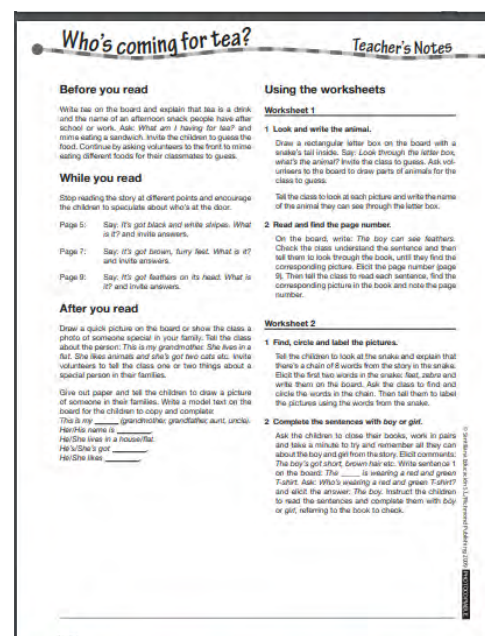 Who's coming for tea?
Teacher's Notes
Before you read
Write tea on the board and explain that tea is a drink
and the name of an afternoon snack people have after
school or work. Ask: What am I having for tea? and
mime eating a sandwich. Invite the children to guess the
food. Continue by asking volunteers to the front to mime
eating different foods for their classmates to guess.
While you read
Stop reading the story at different points and encourage
the children to speculate about who's at the door.
Page 5: Say: It's got black and white stripes. What
is it? and invite answers.
Page 7: Say: It's got brown, furry feet. What is it?
and invite answers.
Page 9: Say: It's got feathers on its head. What is
it? and invite answers.
After you read
Draw a quick picture on the board or show the class a
photo of someone special in your family. Tell the class
about the person: This is my grandmother. She lives in a
flat. She likes animals and she's got two cats etc. Invite
volunteers to tell the class one or two things about a
special person in their families.
Give out paper and tell the children to draw a picture
of someone in their families. Write a model text on the
board for the children to copy and complete:
This is my ______ (grandmother, grandfather, aunt, uncle).
Her/His name is ______.
He/She lives in a house/flat.
He's/She's got ______.
He/She likes ______.
Using the worksheets
Worksheet 1
1 Look and write the animal.
Draw a rectangular letter box on the board with a
snake's tail inside. Say: Look through the letter box,
what's the animal? Invite the class to guess. Ask vol-
unteers to the board to draw parts of animals for the
class to guess.
Tell the class to look at each picture and write the name
of the animal they can see through the letter box.
2 Read and find the page number.
On the board, write: The boy can see feathers.
Check the class understand the sentence and then
tell them to look through the book, until they find the
corresponding picture. Elicit the page number (page
9). Then tell the class to read each sentence, find the
corresponding picture in the book and note the page
number.
Worksheet 2
1 Find, circle and label the pictures.
Tell the children to look at the snake and explain that
there's a chain of 8 words from the story in the snake.
Elicit the first two words in the snake: feet, zebra and
write them on the board. Ask the class to find and
circle the words in the chain. Then tell them to label
the pictures using the words from the snake.
2 Complete the sentences with boy or girl.
Ask the children to close their books, work in pairs
and take a minute to try and remember all they can
about the boy and girl from the story. Elicit comments:
The boy's got short, brown hair etc. Write sentence 1
on the board: The ____ is wearing a red and green
T-shirt. Ask: Who's wearing a red and green T-shirt?
and elicit the answer: The boy. Instruct the children
to read the sentences and complete them with boy
or girl, referring to the book to check.
© Santillana Educación S.L./Richmond Publishing
PHOTOCOPIABLE